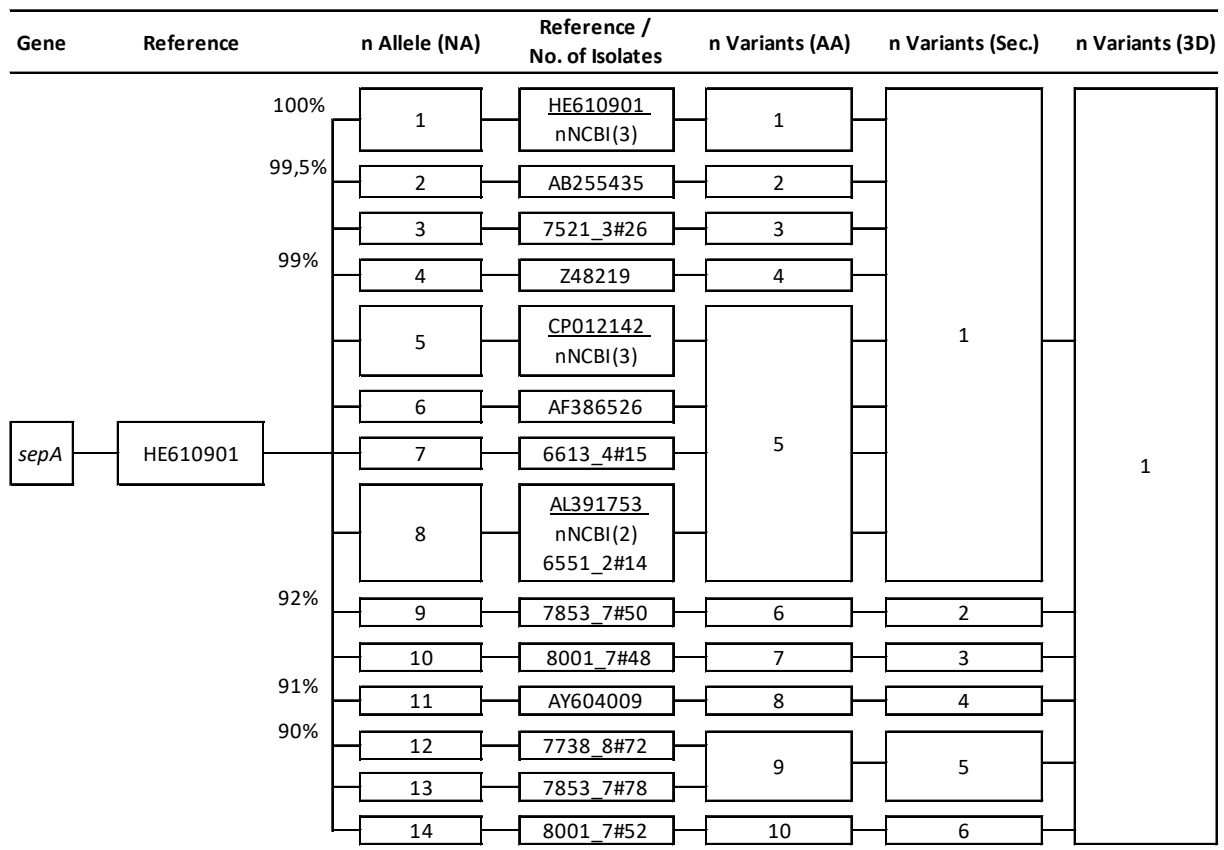 Gene Reference n Allele (NA) Reference / No. of Isolates n Variants (AA) n Variants (Sec.) n Variants (3D)
100%
1 HE610901 1
nNCBI(3)
99,5%
2 AB255435 2
3 7521_3#26 3
99%
4 Z48219 4
5 CP012142
nNCBI(3)
1
6 AF386526
5
sepA HE610901 7 6613_4#15
1
8 AL391753
nNCBI(2)
6551_2#14
92%
9 7853_7#50 6 2
10 8001_7#48 7 3
91%
11 AY604009 8 4
90%
12 7738_8#72
9 5
13 7853_7#78
14 8001_7#52 10 6